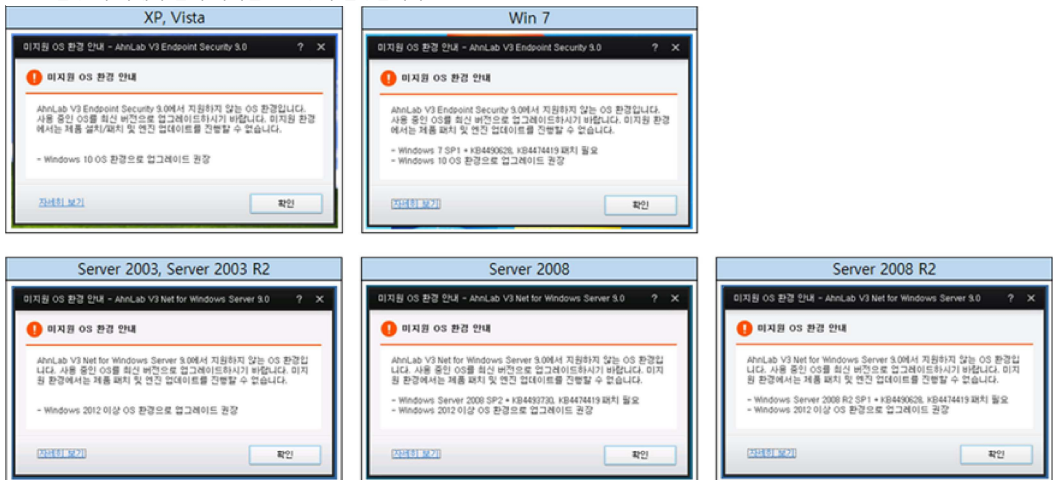 XP, Vista
미지원 OS 환경 안내 - AhnLab V3 Endpoint Security 9.0 ? ×
미지원 OS 환경 안내
AhnLab V3 Endpoint Security 9.0에서 지원하지 않는 OS 환경입니다.
사용 중인 OS를 최신 버전으로 업그레이드하시기 바랍니다. 미지원 환경
에서는 제품 설치/패치 및 엔진 업데이트를 진행할 수 없습니다.
- Windows 10 OS 환경으로 업그레이드 권장
자세히 보기
확인
Win 7
미지원 OS 환경 안내 - AhnLab V3 Endpoint Security 9.0 ? ×
미지원 OS 환경 안내
AhnLab V3 Endpoint Security 9.0에서 지원하지 않는 OS 환경입니다.
사용 중인 OS를 최신 버전으로 업그레이드하시기 바랍니다. 미지원 환경
에서는 제품 패치 및 엔진 업데이트를 진행할 수 없습니다.
- Windows 7 SP1 + KB4490628, KB4474419 패치 필요
- Windows 10 OS 환경으로 업그레이드 권장
자세히 보기
확인
Server 2003, Server 2003 R2
미지원 OS 환경 안내 - AhnLab V3 Net for Windows Server 9.0 ? ×
미지원 OS 환경 안내
AhnLab V3 Net for Windows Server 9.0에서 지원하지 않는 OS 환경입
니다. 사용 중인 OS를 최신 버전으로 업그레이드하시기 바랍니다. 미지
원 환경에서는 제품 패치 및 엔진 업데이트를 진행할 수 없습니다.
- Windows 2012 이상 OS 환경으로 업그레이드 권장
자세히 보기
확인
Server 2008
미지원 OS 환경 안내 - AhnLab V3 Net for Windows Server 9.0 ? ×
미지원 OS 환경 안내
AhnLab V3 Net for Windows Server 9.0에서 지원하지 않는 OS 환경입
니다. 사용 중인 OS를 최신 버전으로 업그레이드하시기 바랍니다. 미지
원 환경에서는 제품 패치 및 엔진 업데이트를 진행할 수 없습니다.
- Windows Server 2008 SP2 + KB4493730, KB4474419 패치 필요
- Windows 2012 이상 OS 환경으로 업그레이드 권장
자세히 보기
확인
Server 2008 R2
미지원 OS 환경 안내 - AhnLab V3 Net for Windows Server 9.0 ? ×
미지원 OS 환경 안내
AhnLab V3 Net for Windows Server 9.0에서 지원하지 않는 OS 환경입
니다. 사용 중인 OS를 최신 버전으로 업그레이드하시기 바랍니다. 미지
원 환경에서는 제품 패치 및 엔진 업데이트를 진행할 수 없습니다.
- Windows Server 2008 R2 SP1 + KB4490628, KB4474419 패치 필요
- Windows 2012 이상 OS 환경으로 업그레이드 권장
자세히 보기
확인